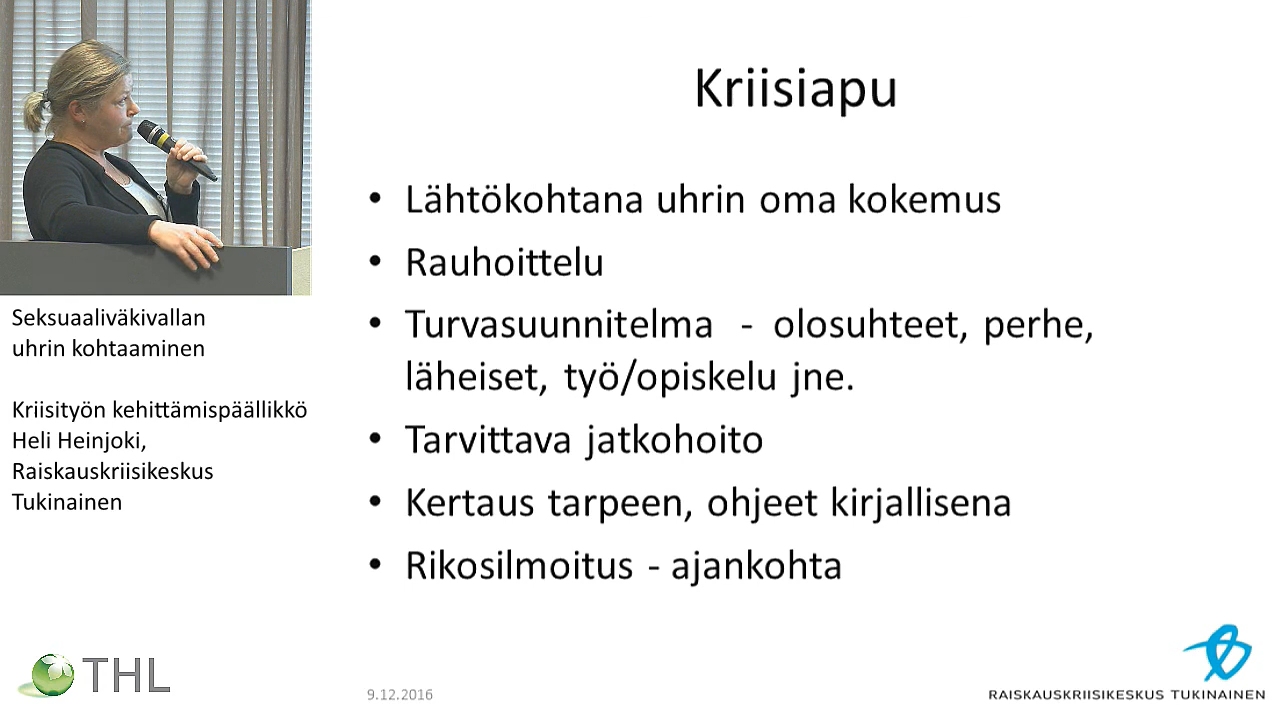 Kriisiapu
• Lähtökohtana uhrin oma kokemus
• Rauhoittelu
• Turvasuunnitelma - olosuhteet, perhe,
läheiset, työ/opiskelu jne.
• Tarvittava jatkohoito
• Kertaus tarpeen, ohjeet kirjallisena
• Rikosilmoitus - ajankohta
Seksuaaliväkivallan
uhrin kohtaaminen
Kriisityön kehittämispäällikkö
Heli Heinjoki,
Raiskauskriisikeskus
Tukinainen
THL
9.12.2016
RAISKAUSKRIISIKESKUS TUKINAINEN